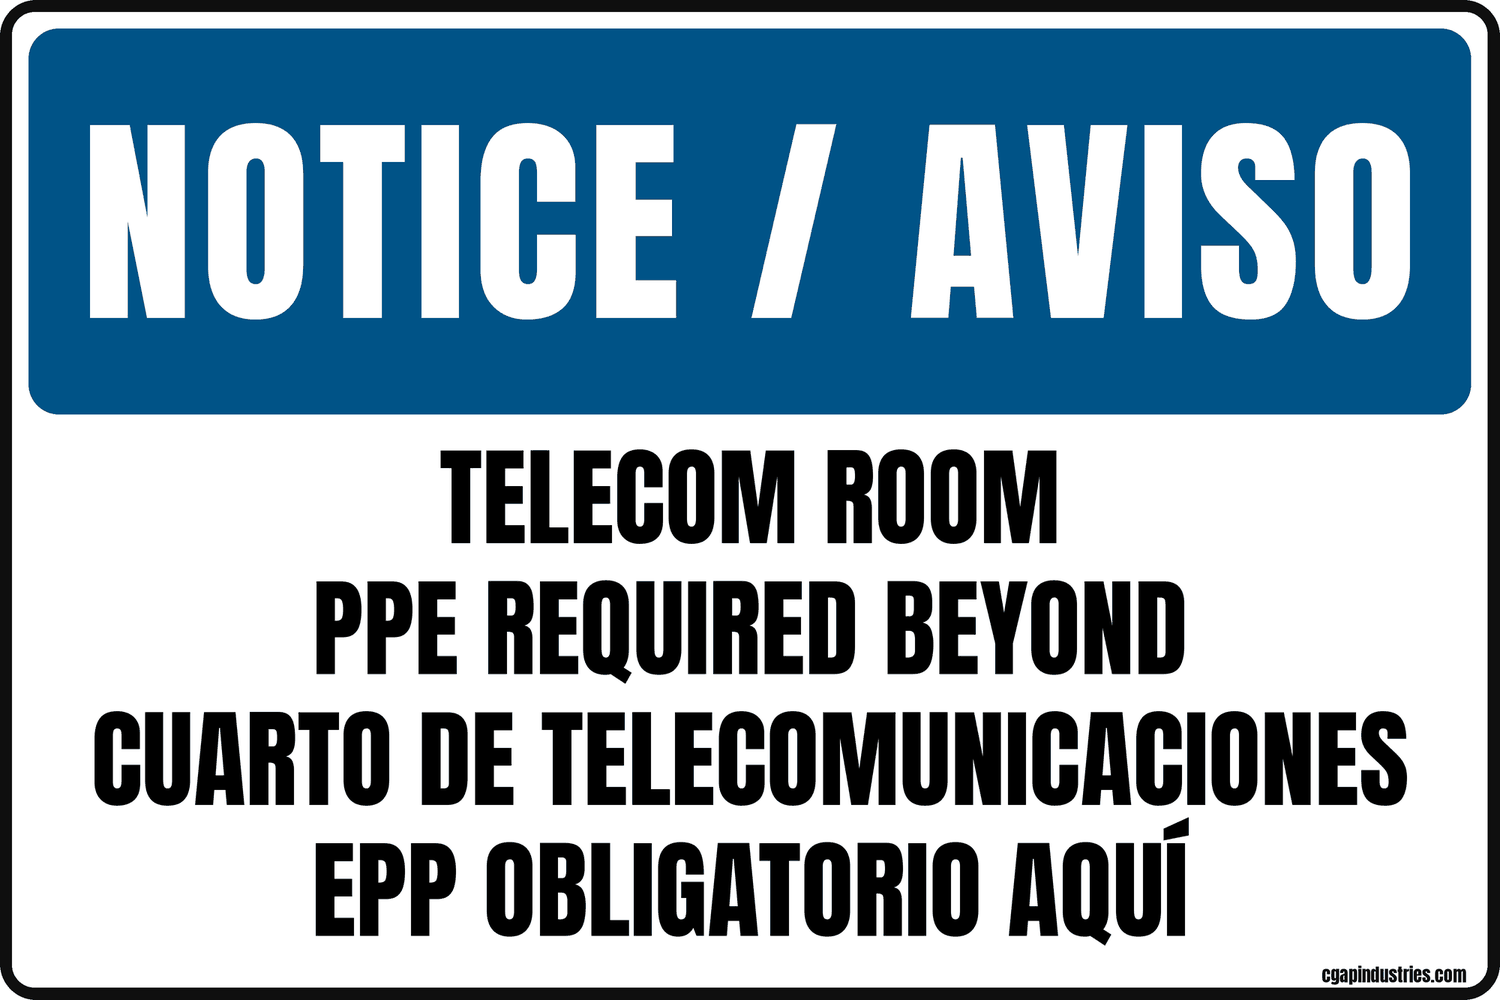 NOTICE / AVISO
TELECOM ROOM
PPE REQUIRED BEYOND
CUARTO DE TELECOMUNICACIONES
EPP OBLIGATORIO AQUÍ
cgapindustries.com